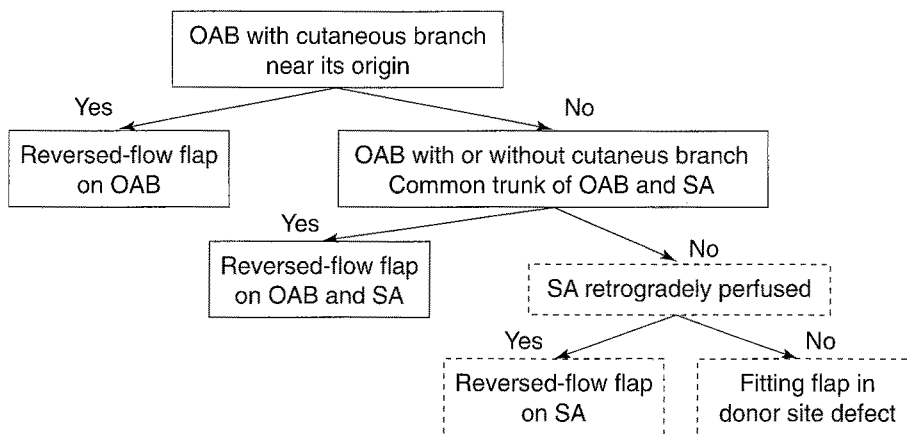 OAB with cutaneous branch
near its origin
Yes
No
Reversed-flow flap
on OAB
OAB with or without cutaneus branch
Common trunk of OAB and SA
Yes
No
Reversed-flow flap
on OAB and SA
SA retrogradely perfused
Yes
No
Reversed-flow flap
on SA
Fitting flap in
donor site defect